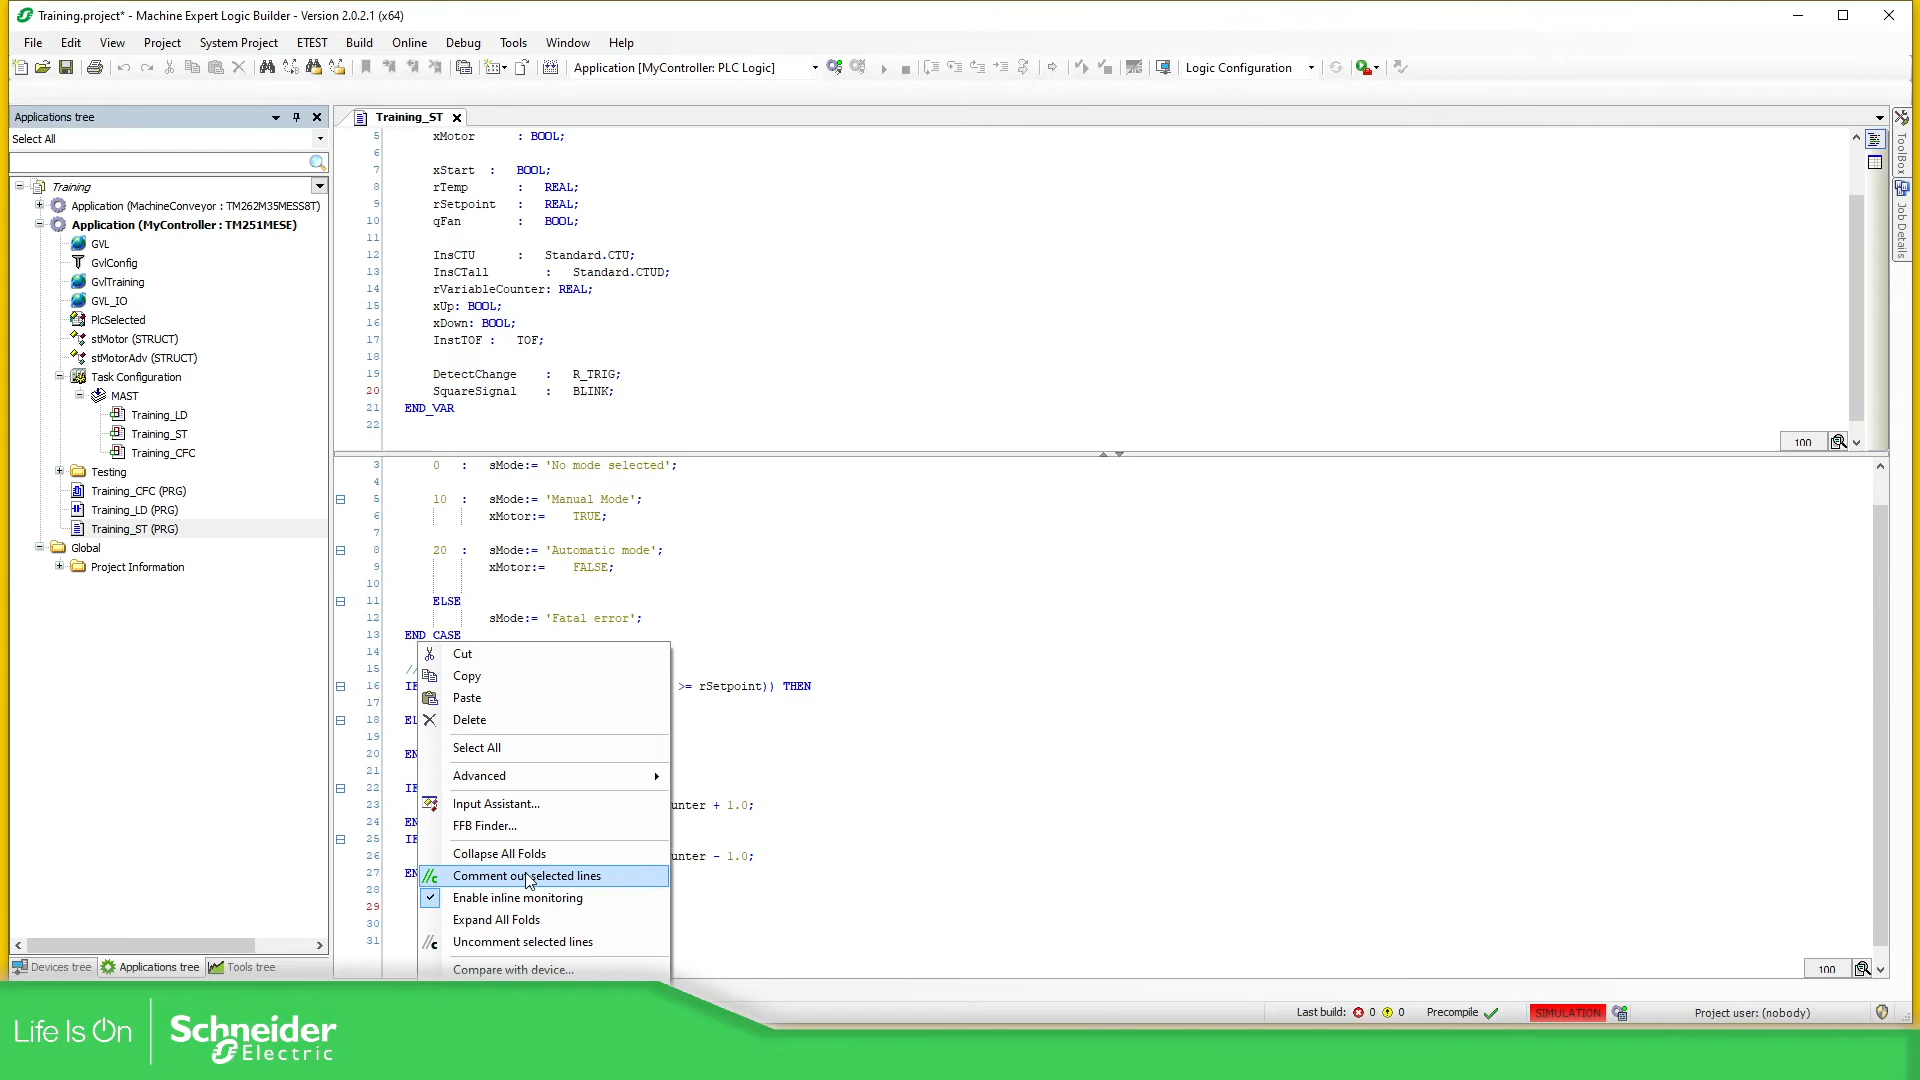 Training.project* - Machine Expert Logic Builder - Version 2.0.2.1 (x64)
File Edit View Project System Project ETEST Build Online Debug Tools Window Help
Application [MyController: PLC Logic] Logic Configuration
Applications tree
Select All
Training
Application (MachineConveyor : TM262M35MESS8T)
Application (MyController : TM251MESE)
GVL
GvlConfig
GvlTraining
GVL_IO
PlcSelected
stMotor (STRUCT)
stMotorAdv (STRUCT)
Task Configuration
MAST
Training_LD
Training_ST
Training_CFC
Testing
Training_CFC (PRG)
Training_LD (PRG)
Training_ST (PRG)
Global
Project Information
Devices tree Applications tree Tools tree
Training_ST
5 xMotor : BOOL;
6
7 xStart : BOOL;
8 rTemp : REAL;
9 rSetpoint : REAL;
10 qFan : BOOL;
11
12 InsCTU : Standard.CTU;
13 InsCTall : Standard.CTUD;
14 rVariableCounter: REAL;
15 xUp: BOOL;
16 xDown: BOOL;
17 InstTOF : TOF;
18
19 DetectChange : R_TRIG;
20 SquareSignal : BLINK;
21 END_VAR
22
100
3 0 : sMode:= 'No mode selected';
4
5 10 : sMode:= 'Manual Mode';
6 xMotor:= TRUE;
7
8 20 : sMode:= 'Automatic mode';
9 xMotor:= FALSE;
10
11 ELSE
12 sMode:= 'Fatal error';
13 END_CASE
14
15 //
16 IF >= rSetpoint)) THEN
17
18 EL
19
20 EN
21
22 IF
23 unter + 1.0;
24 EN
25 IF
26 unter - 1.0;
27 EN
28
29
30
31
100
Cut
Copy
Paste
Delete
Select All
Advanced
Input Assistant...
FFB Finder...
Collapse All Folds
Comment out selected lines
Enable inline monitoring
Expand All Folds
Uncomment selected lines
Compare with device...
ToolBox
Job Details
Last build: 0 0 Precompile SIMULATION Project user: (nobody)
Life Is On
Schneider
Electric